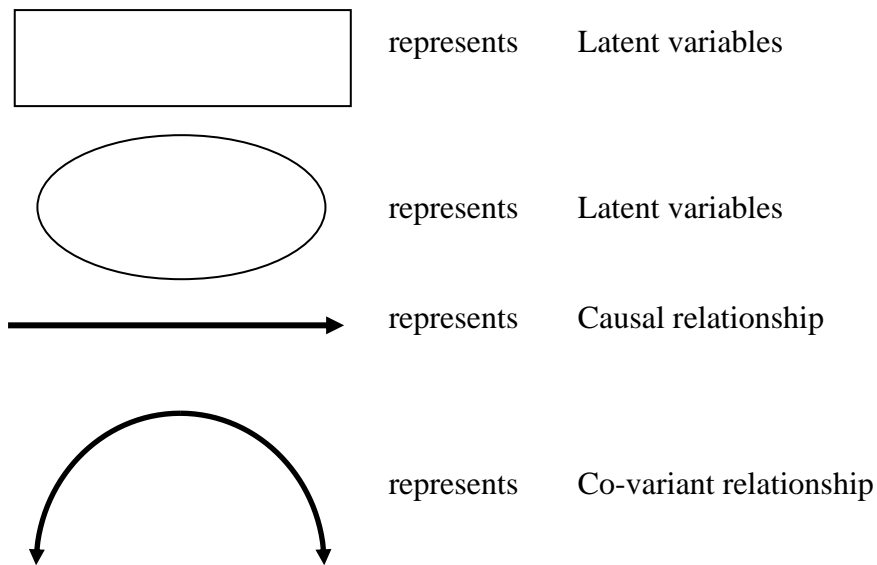 represents Latent variables
represents Latent variables
represents Causal relationship
represents Co-variant relationship